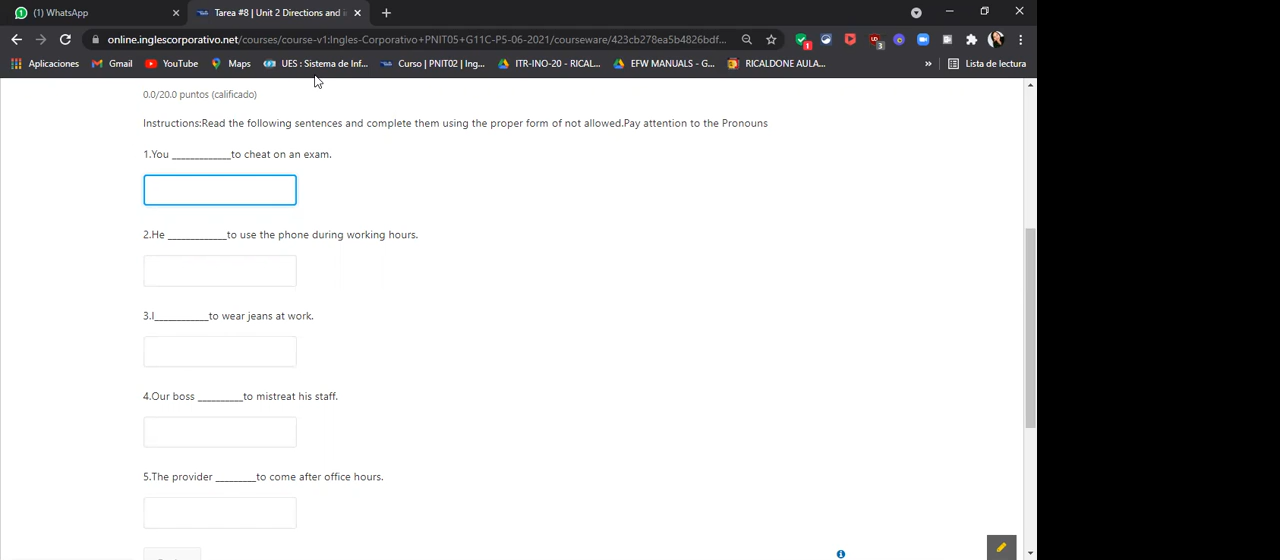 (1) WhatsApp
Tarea #8 | Unit 2 Directions and i
online.inglescorporativo.net/courses/course-v1:Ingles-Corporativo+PNIT05+G11C-P5-06-2021/courseware/423cb278ea5b4826bdf...
Aplicaciones Gmail YouTube Maps UES : Sistema de Inf... Curso | PNIT02 | Ing... ITR-INO-20 - RICAL... EFW MANUALS - G... RICALDONE AULA... » Lista de lectura
0.0/20.0 puntos (calificado)
Instructions:Read the following sentences and complete them using the proper form of not allowed.Pay attention to the Pronouns
1.You _____________to cheat on an exam.
2.He _____________to use the phone during working hours.
3.I____________to wear jeans at work.
4.Our boss __________to mistreat his staff.
5.The provider _________to come after office hours.